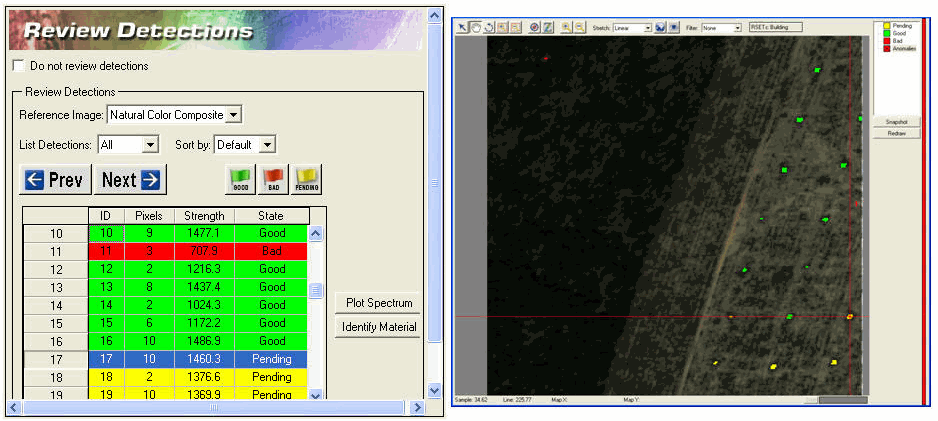 Review Detections
Do not review detections
Review Detections
Reference Image: Natural Color Composite
List Detections: All Sort by: Default
Prev Next GOOD BAD PENDING
ID Pixels Strength State
10 10 9 1477.1 Good
11 11 3 707.9 Bad
12 12 2 1216.3 Good
13 13 8 1437.4 Good
14 14 2 1024.3 Good
15 15 6 1172.2 Good
16 16 10 1486.9 Good
17 17 10 1460.3 Pending
18 18 2 1376.6 Pending
19 19 10 1369.9 Pending
Plot Spectrum
Identify Material
Stretch: Linear Filter: None RSETc Building
Pending
Good
Bad
Anomalies
Snapshot
Redraw
Sample: 34.62 Line: 225.77 Map X: Map Y: